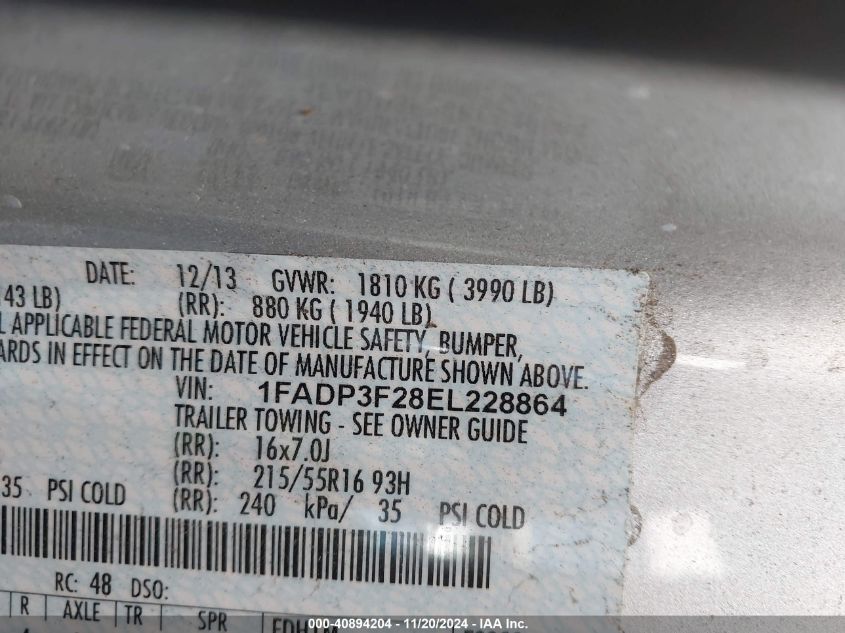 DATE: 12/13 GVWR: 1810 KG ( 3990 LB)
43 LB) (RR): 880 KG ( 1940 LB)
L APPLICABLE FEDERAL MOTOR VEHICLE SAFETY, BUMPER,
ARDS IN EFFECT ON THE DATE OF MANUFACTURE SHOWN ABOVE.
VIN: 1FADP3F28EL228864
TRAILER TOWING - SEE OWNER GUIDE
(RR): 16x7.0J
(RR): 215/55R16 93H
35 PSI COLD (RR): 240 kPa/ 35 PSI COLD
RC: 48 DSO:
R AXLE TR SPR
000-40894204 - 11/20/2024 - IAA Inc.